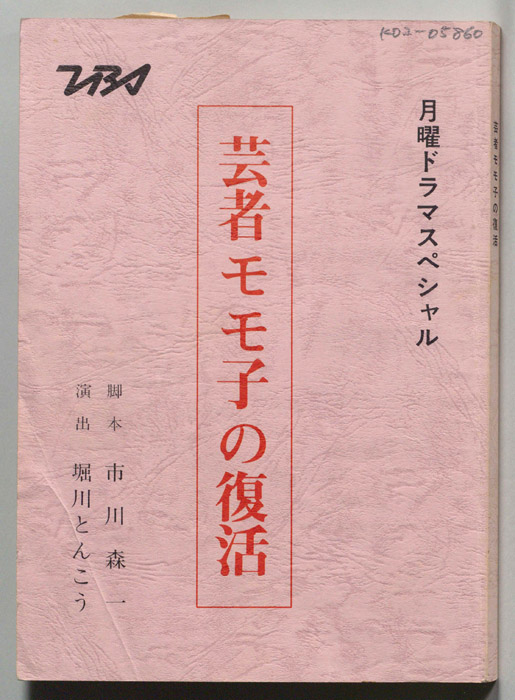 KD2-05860
TBS
月曜ドラマスペシャル
芸者モモ子の復活
脚本 市川森一
演出 堀川とんこう
芸者モモ子の復活